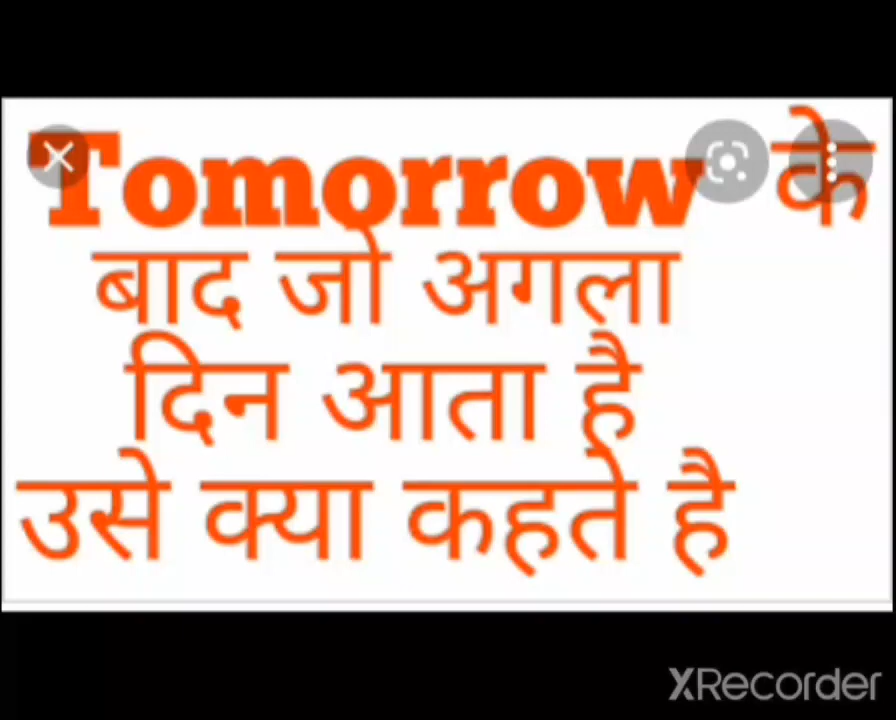 Tomorrow के
बाद जो अगला
दिन आता है
उसे क्या कहते है
XRecorder